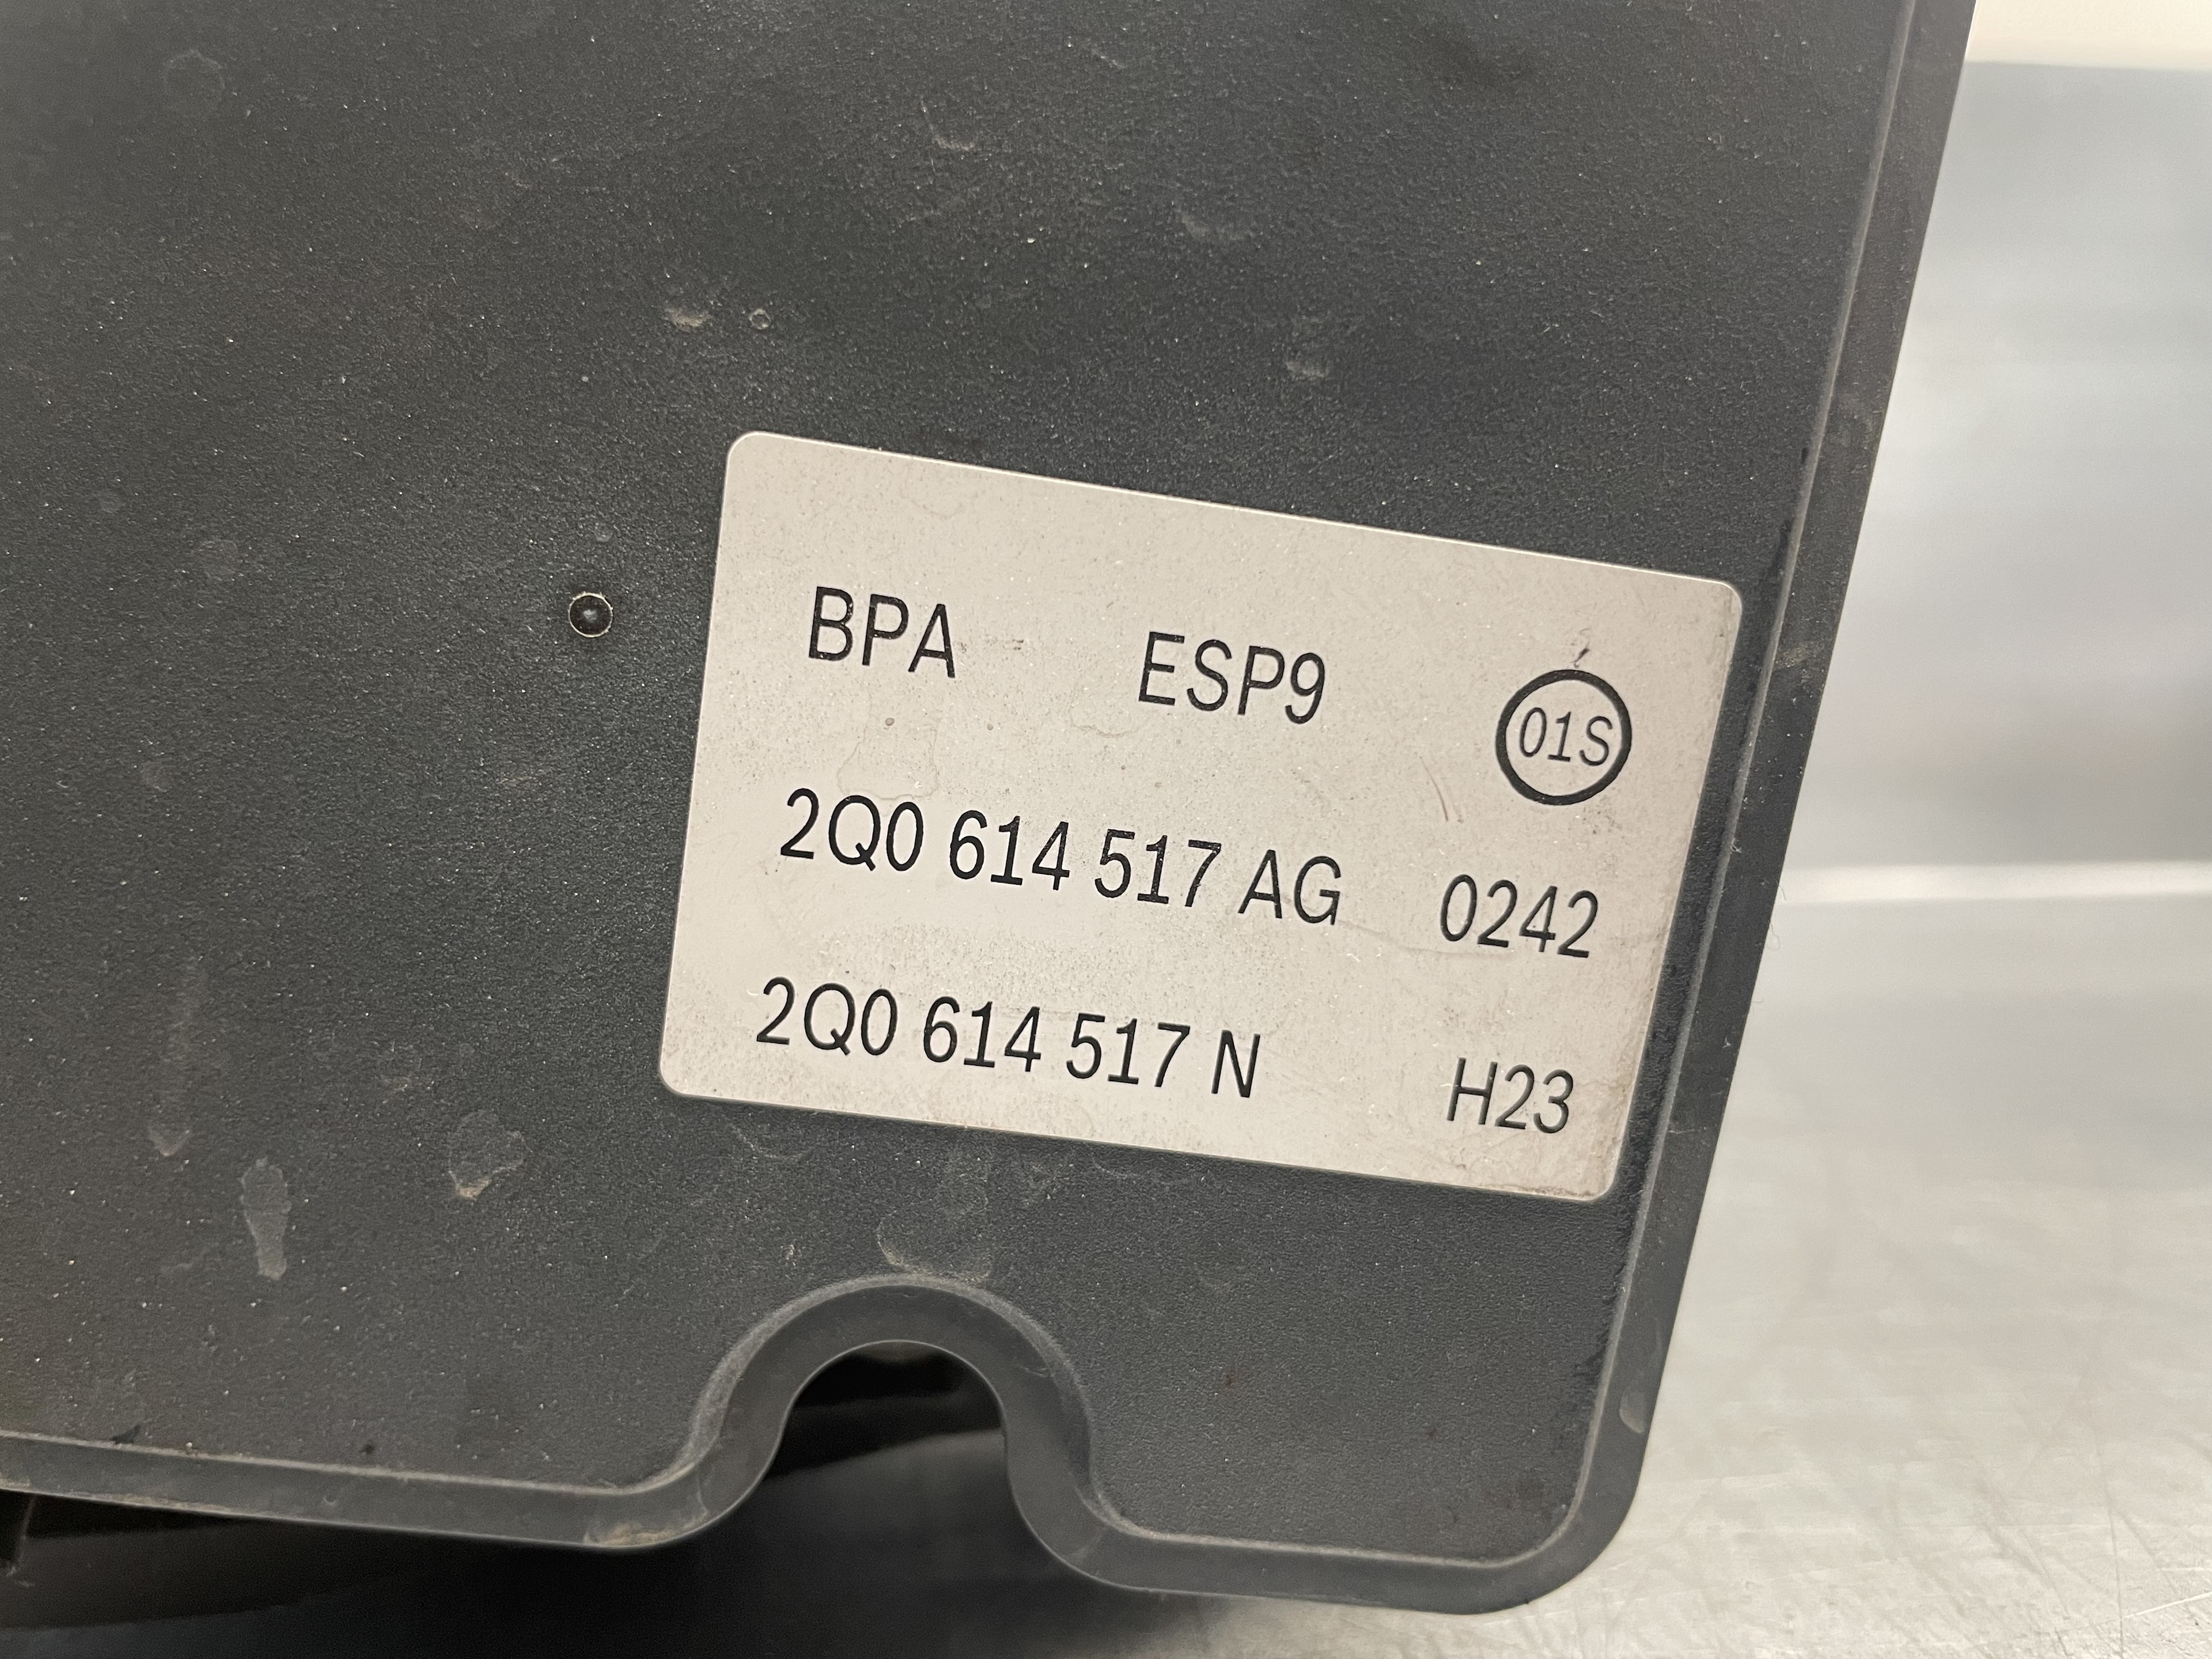 BPA ESP9 01S
2Q0 614 517 AG 0242
2Q0 614 517 N H23